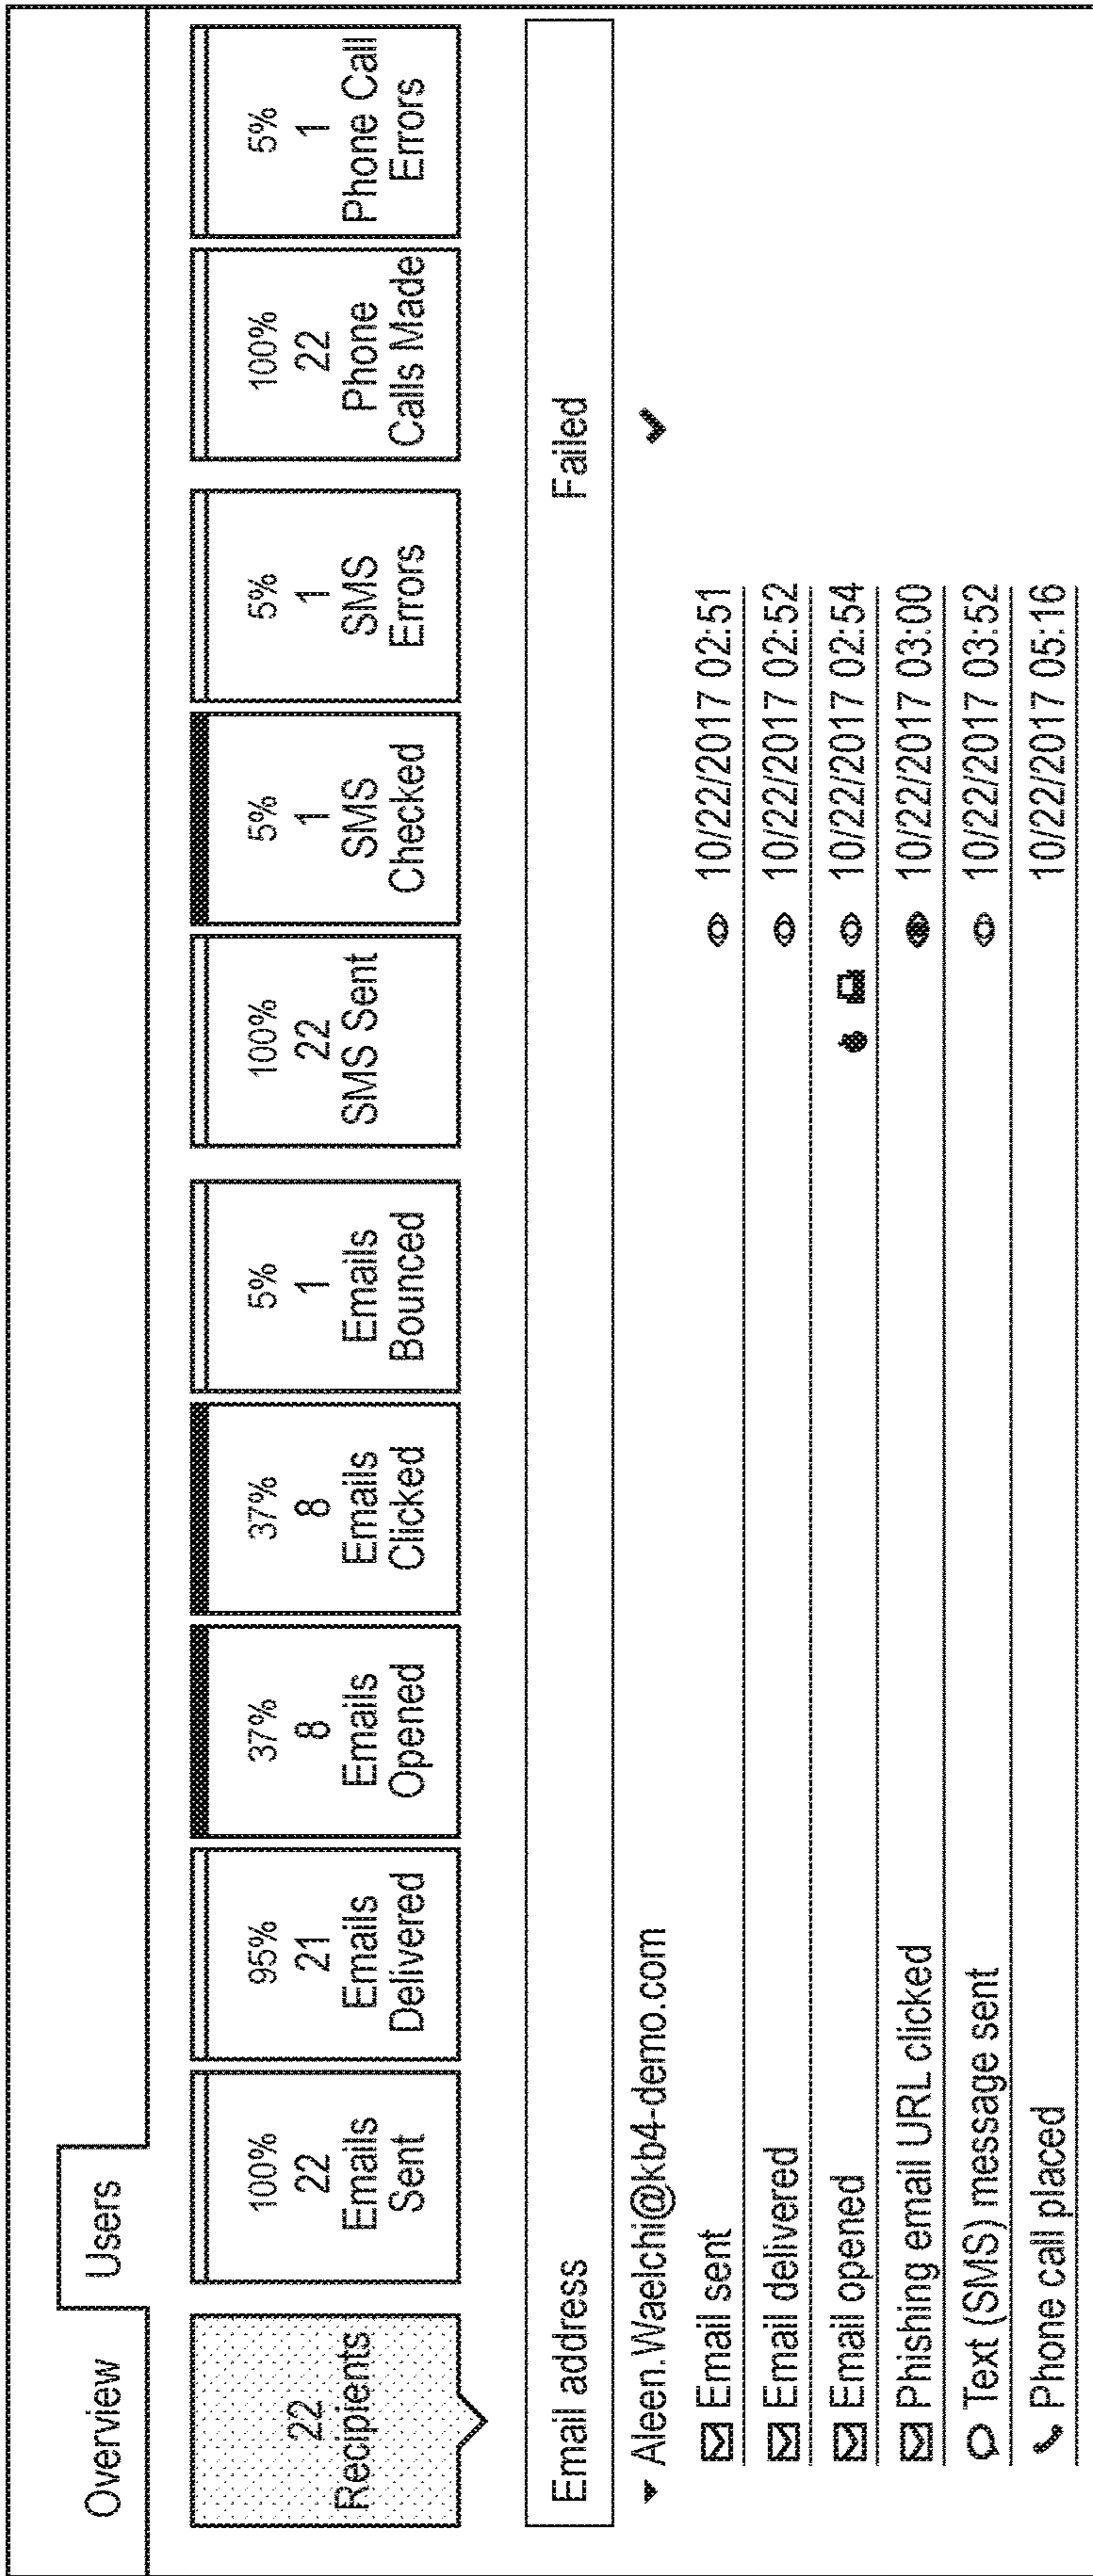 Overview
Users
22
Recipients
100%
22
Emails
Sent
95%
21
Emails
Delivered
37%
8
Emails
Opened
37%
8
Emails
Clicked
5%
1
Emails
Bounced
100%
22
SMS Sent
5%
1
SMS
Checked
5%
1
SMS
Errors
100%
22
Phone
Calls Made
5%
1
Phone Call
Errors
Email address Failed
Aleen.Waelchi@kb4-demo.com
Email sent 10/22/2017 02:51
Email delivered 10/22/2017 02:52
Email opened 10/22/2017 02:54
Phishing email URL clicked 10/22/2017 03:00
Text (SMS) message sent 10/22/2017 03:52
Phone call placed 10/22/2017 05:16